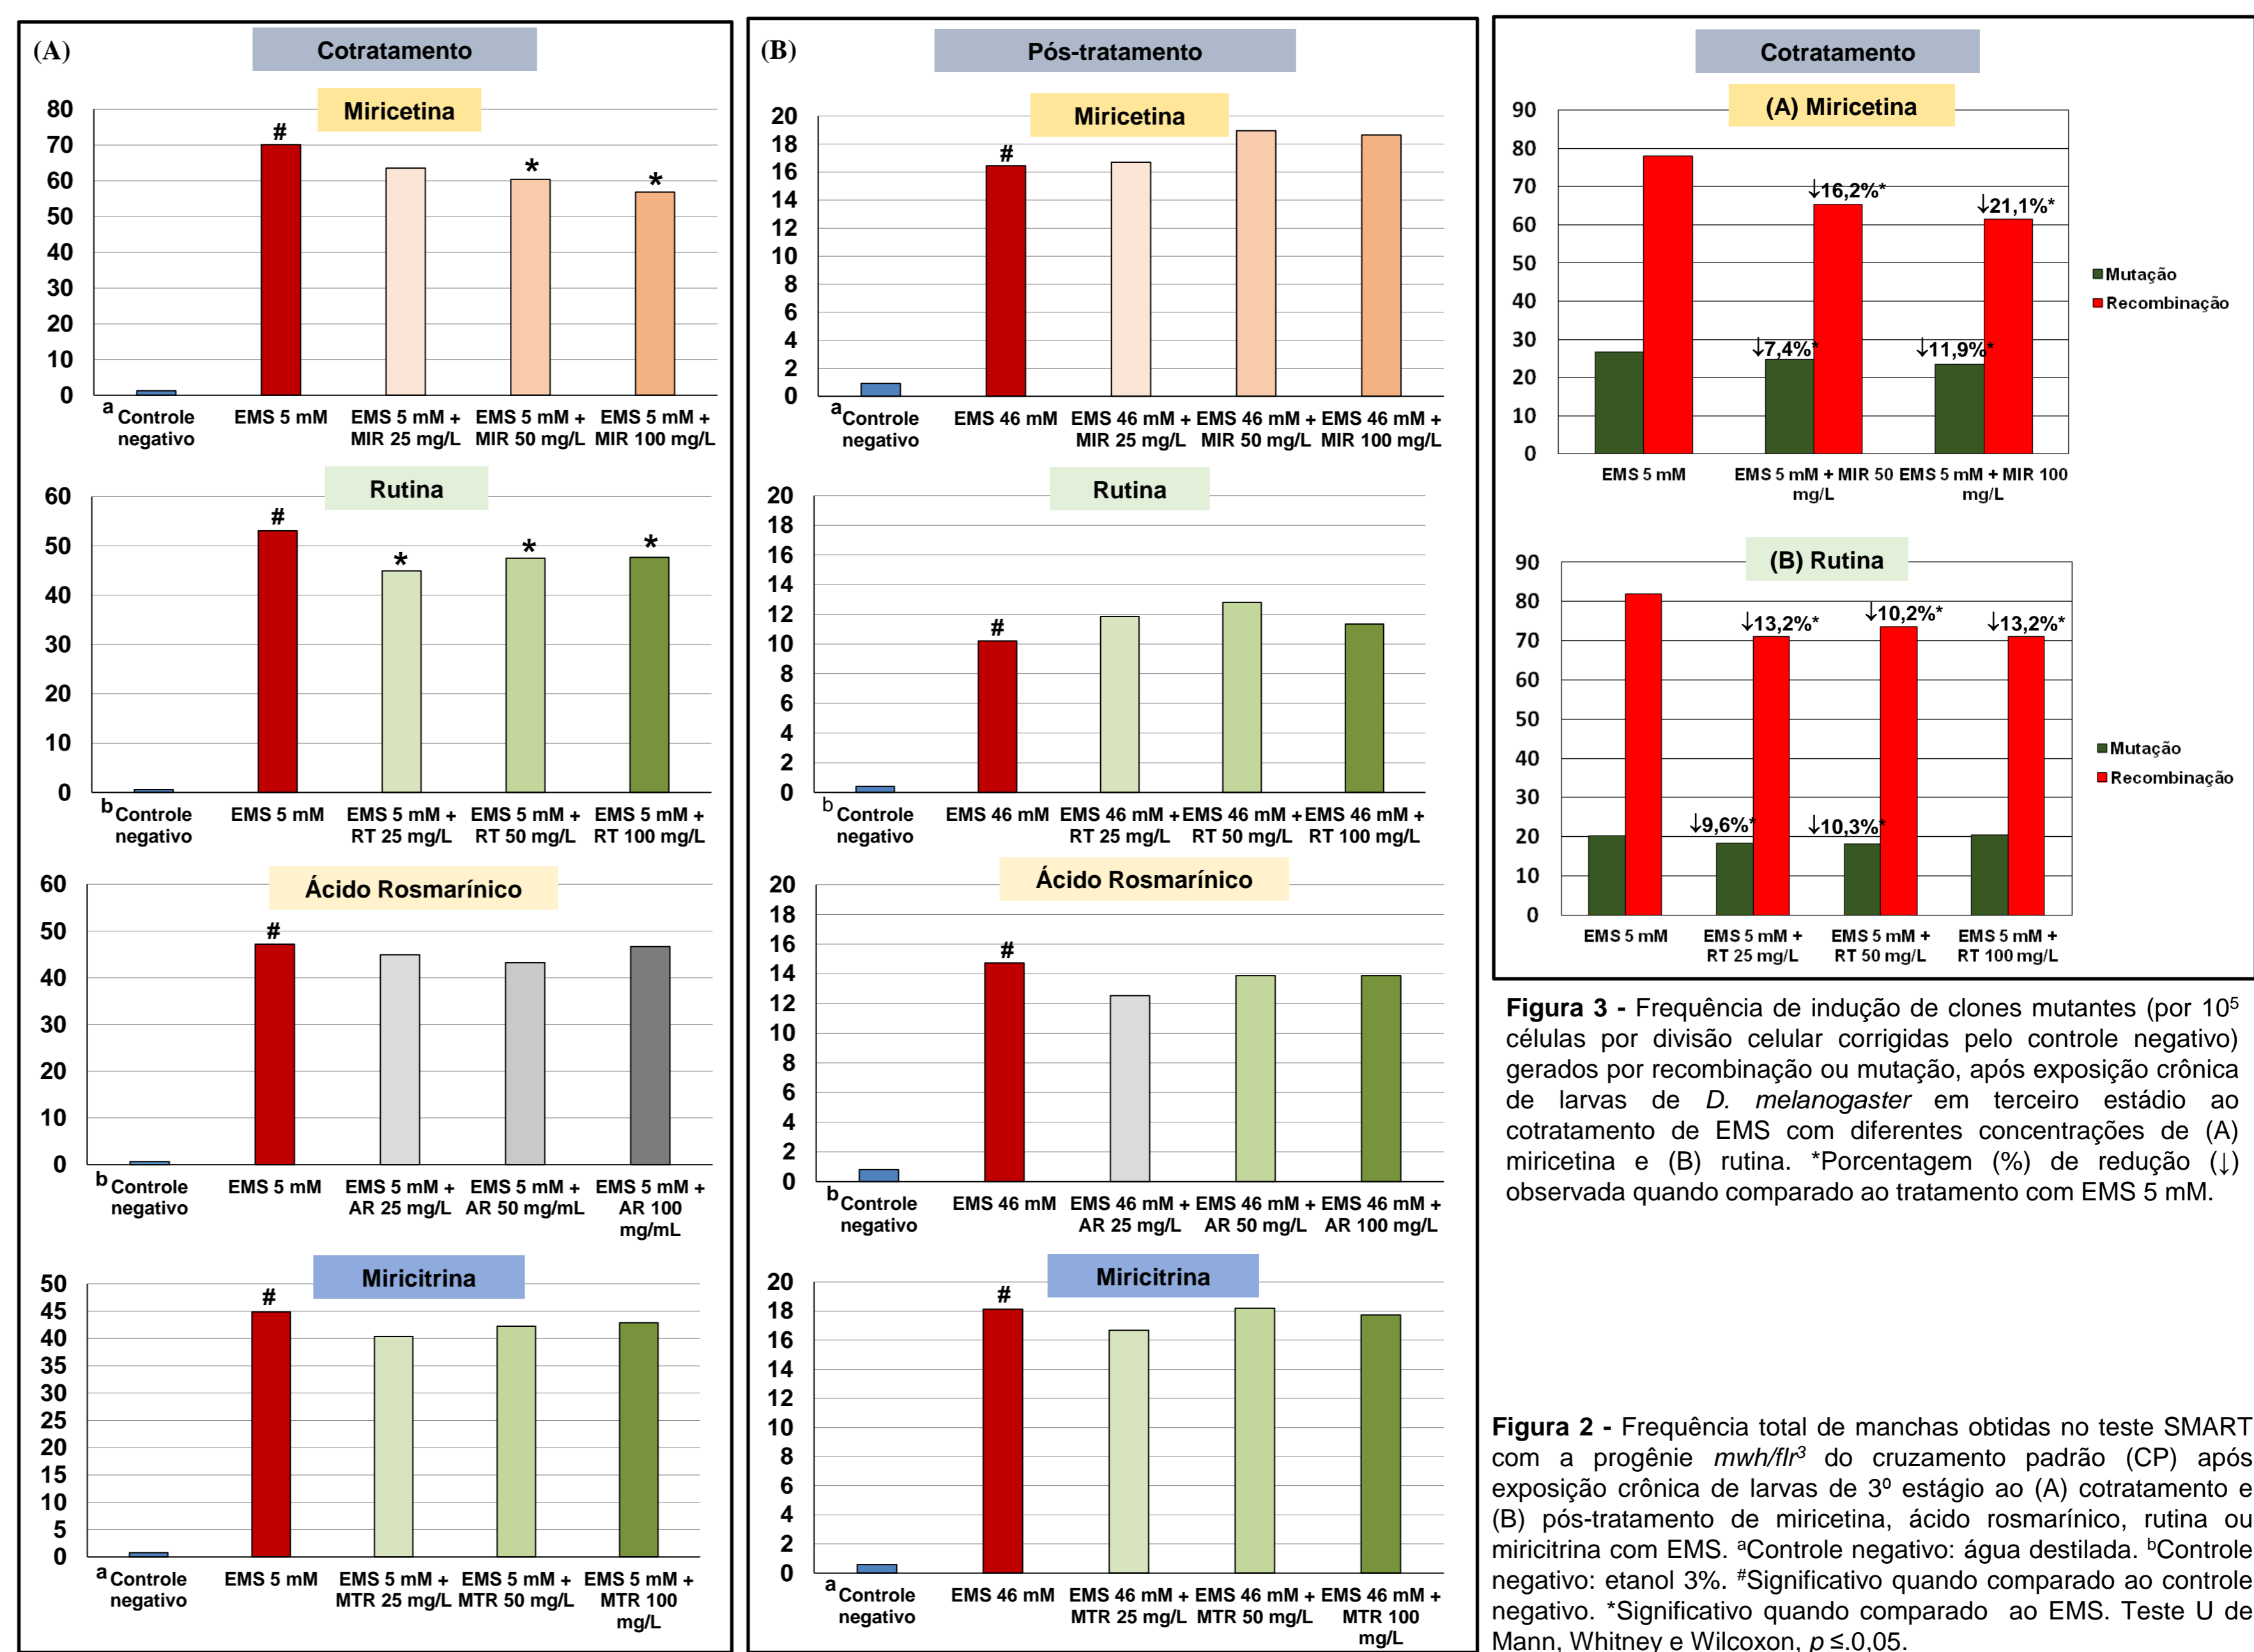 (A)
Cotratamento
Miricetina
80
70
60
50
40
30
20
10
0
#
*
*
ᵃControle negativo
EMS 5 mM
EMS 5 mM + MIR 25 mg/L
EMS 5 mM + MIR 50 mg/L
EMS 5 mM + MIR 100 mg/L
Rutina
60
50
40
30
20
10
0
#
*
*
*
ᵇControle negativo
EMS 5 mM
EMS 5 mM + RT 25 mg/L
EMS 5 mM + RT 50 mg/L
EMS 5 mM + RT 100 mg/L
Ácido Rosmarínico
60
50
40
30
20
10
0
#
ᵇControle negativo
EMS 5 mM
EMS 5 mM + AR 25 mg/L
EMS 5 mM + AR 50 mg/mL
EMS 5 mM + AR 100 mg/mL
Miricitrina
50
45
40
35
30
25
20
15
10
5
0
#
ᵃControle negativo
EMS 5 mM
EMS 5 mM + MTR 25 mg/L
EMS 5 mM + MTR 50 mg/L
EMS 5 mM + MTR 100 mg/L
(B)
Pós-tratamento
Miricetina
20
18
16
14
12
10
8
6
4
2
0
#
ᵃControle negativo
EMS 46 mM
EMS 46 mM + MIR 25 mg/L
EMS 46 mM + MIR 50 mg/L
EMS 46 mM + MIR 100 mg/L
Rutina
20
18
16
14
12
10
8
6
4
2
0
#
ᵇControle negativo
EMS 46 mM
EMS 46 mM + RT 25 mg/L
EMS 46 mM + RT 50 mg/L
EMS 46 mM + RT 100 mg/L
Ácido Rosmarínico
20
18
16
14
12
10
8
6
4
2
0
#
ᵇControle negativo
EMS 46 mM
EMS 46 mM + AR 25 mg/L
EMS 46 mM + AR 50 mg/L
EMS 46 mM + AR 100 mg/L
Miricitrina
20
18
16
14
12
10
8
6
4
2
0
#
ᵃControle negativo
EMS 46 mM
EMS 46 mM + MTR 25 mg/L
EMS 46 mM + MTR 50 mg/L
EMS 46 mM + MTR 100 mg/L
Cotratamento
(A) Miricetina
90
80
70
60
50
40
30
20
10
0
↓16,2%*
↓21,1%*
↓7,4%*
↓11,9%*
Mutação
Recombinação
EMS 5 mM
EMS 5 mM + MIR 50 mg/L
EMS 5 mM + MIR 100 mg/L
(B) Rutina
90
80
70
60
50
40
30
20
10
0
↓13,2%*
↓10,2%*
↓13,2%*
↓9,6%*
↓10,3%*
Mutação
Recombinação
EMS 5 mM
EMS 5 mM + RT 25 mg/L
EMS 5 mM + RT 50 mg/L
EMS 5 mM + RT 100 mg/L
Figura 3 - Frequência de indução de clones mutantes (por 10⁵
células por divisão celular corrigidas pelo controle negativo)
gerados por recombinação ou mutação, após exposição crônica
de larvas de D. melanogaster em terceiro estádio ao
cotratamento de EMS com diferentes concentrações de (A)
miricetina e (B) rutina. *Porcentagem (%) de redução (↓)
observada quando comparado ao tratamento com EMS 5 mM.
Figura 2 - Frequência total de manchas obtidas no teste SMART
com a progênie mwh/flr³ do cruzamento padrão (CP) após
exposição crônica de larvas de 3º estágio ao (A) cotratamento e
(B) pós-tratamento de miricetina, ácido rosmarínico, rutina ou
miricitrina com EMS. ᵃControle negativo: água destilada. ᵇControle
negativo: etanol 3%. #Significativo quando comparado ao controle
negativo. *Significativo quando comparado ao EMS. Teste U de
Mann, Whitney e Wilcoxon, p ≤.0,05.